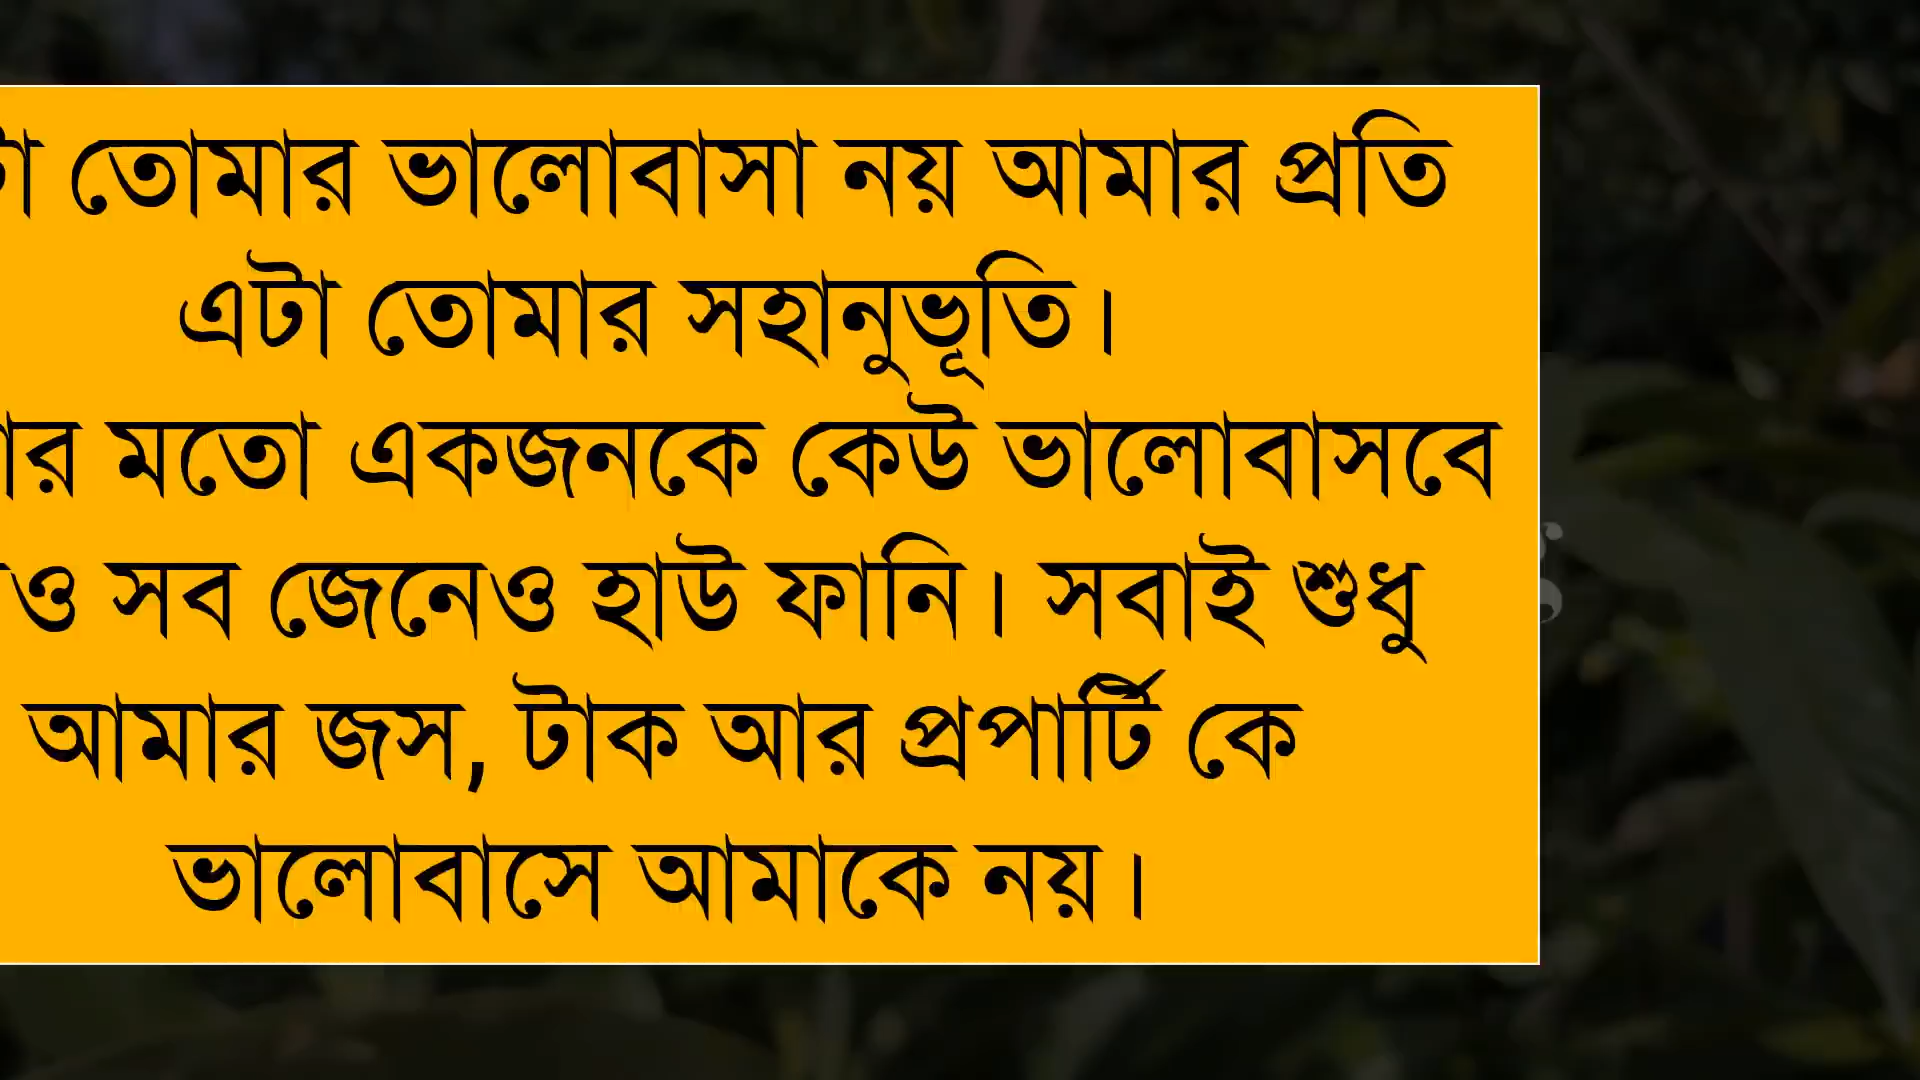 তোমার ভালোবাসা নয় আমার প্রতি
এটা তোমার সহানুভূতি।
মতো একজনকে কেউ ভালোবাসবে
সব জেনেও হাউ ফানি। সবাই শুধু
আমার জস, টাক আর প্রপার্টি কে
ভালোবাসে আমাকে নয়।